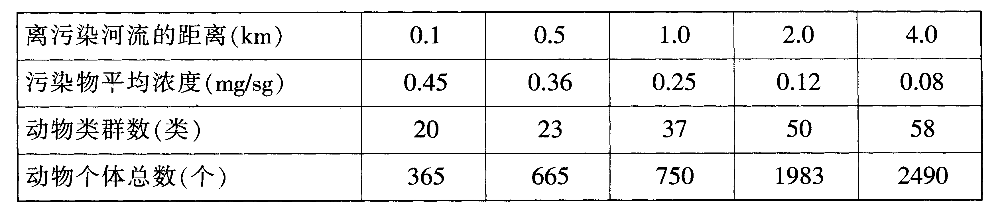 离污染河流的距离(km) 0.1 0.5 1.0 2.0 4.0
污染物平均浓度(mg/sg) 0.45 0.36 0.25 0.12 0.08
动物类群数(类) 20 23 37 50 58
动物个体总数(个) 365 665 750 1983 2490